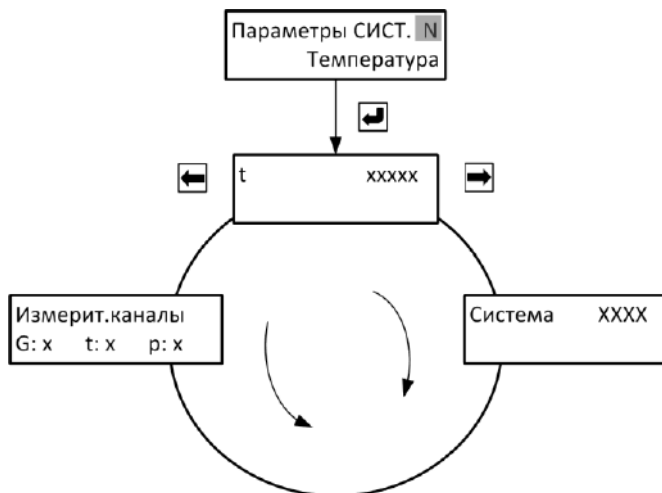 Параметры СИСТ. N
Температура
t xxxxx
Измерит.каналы
G: x t: x p: x
Система XXXX